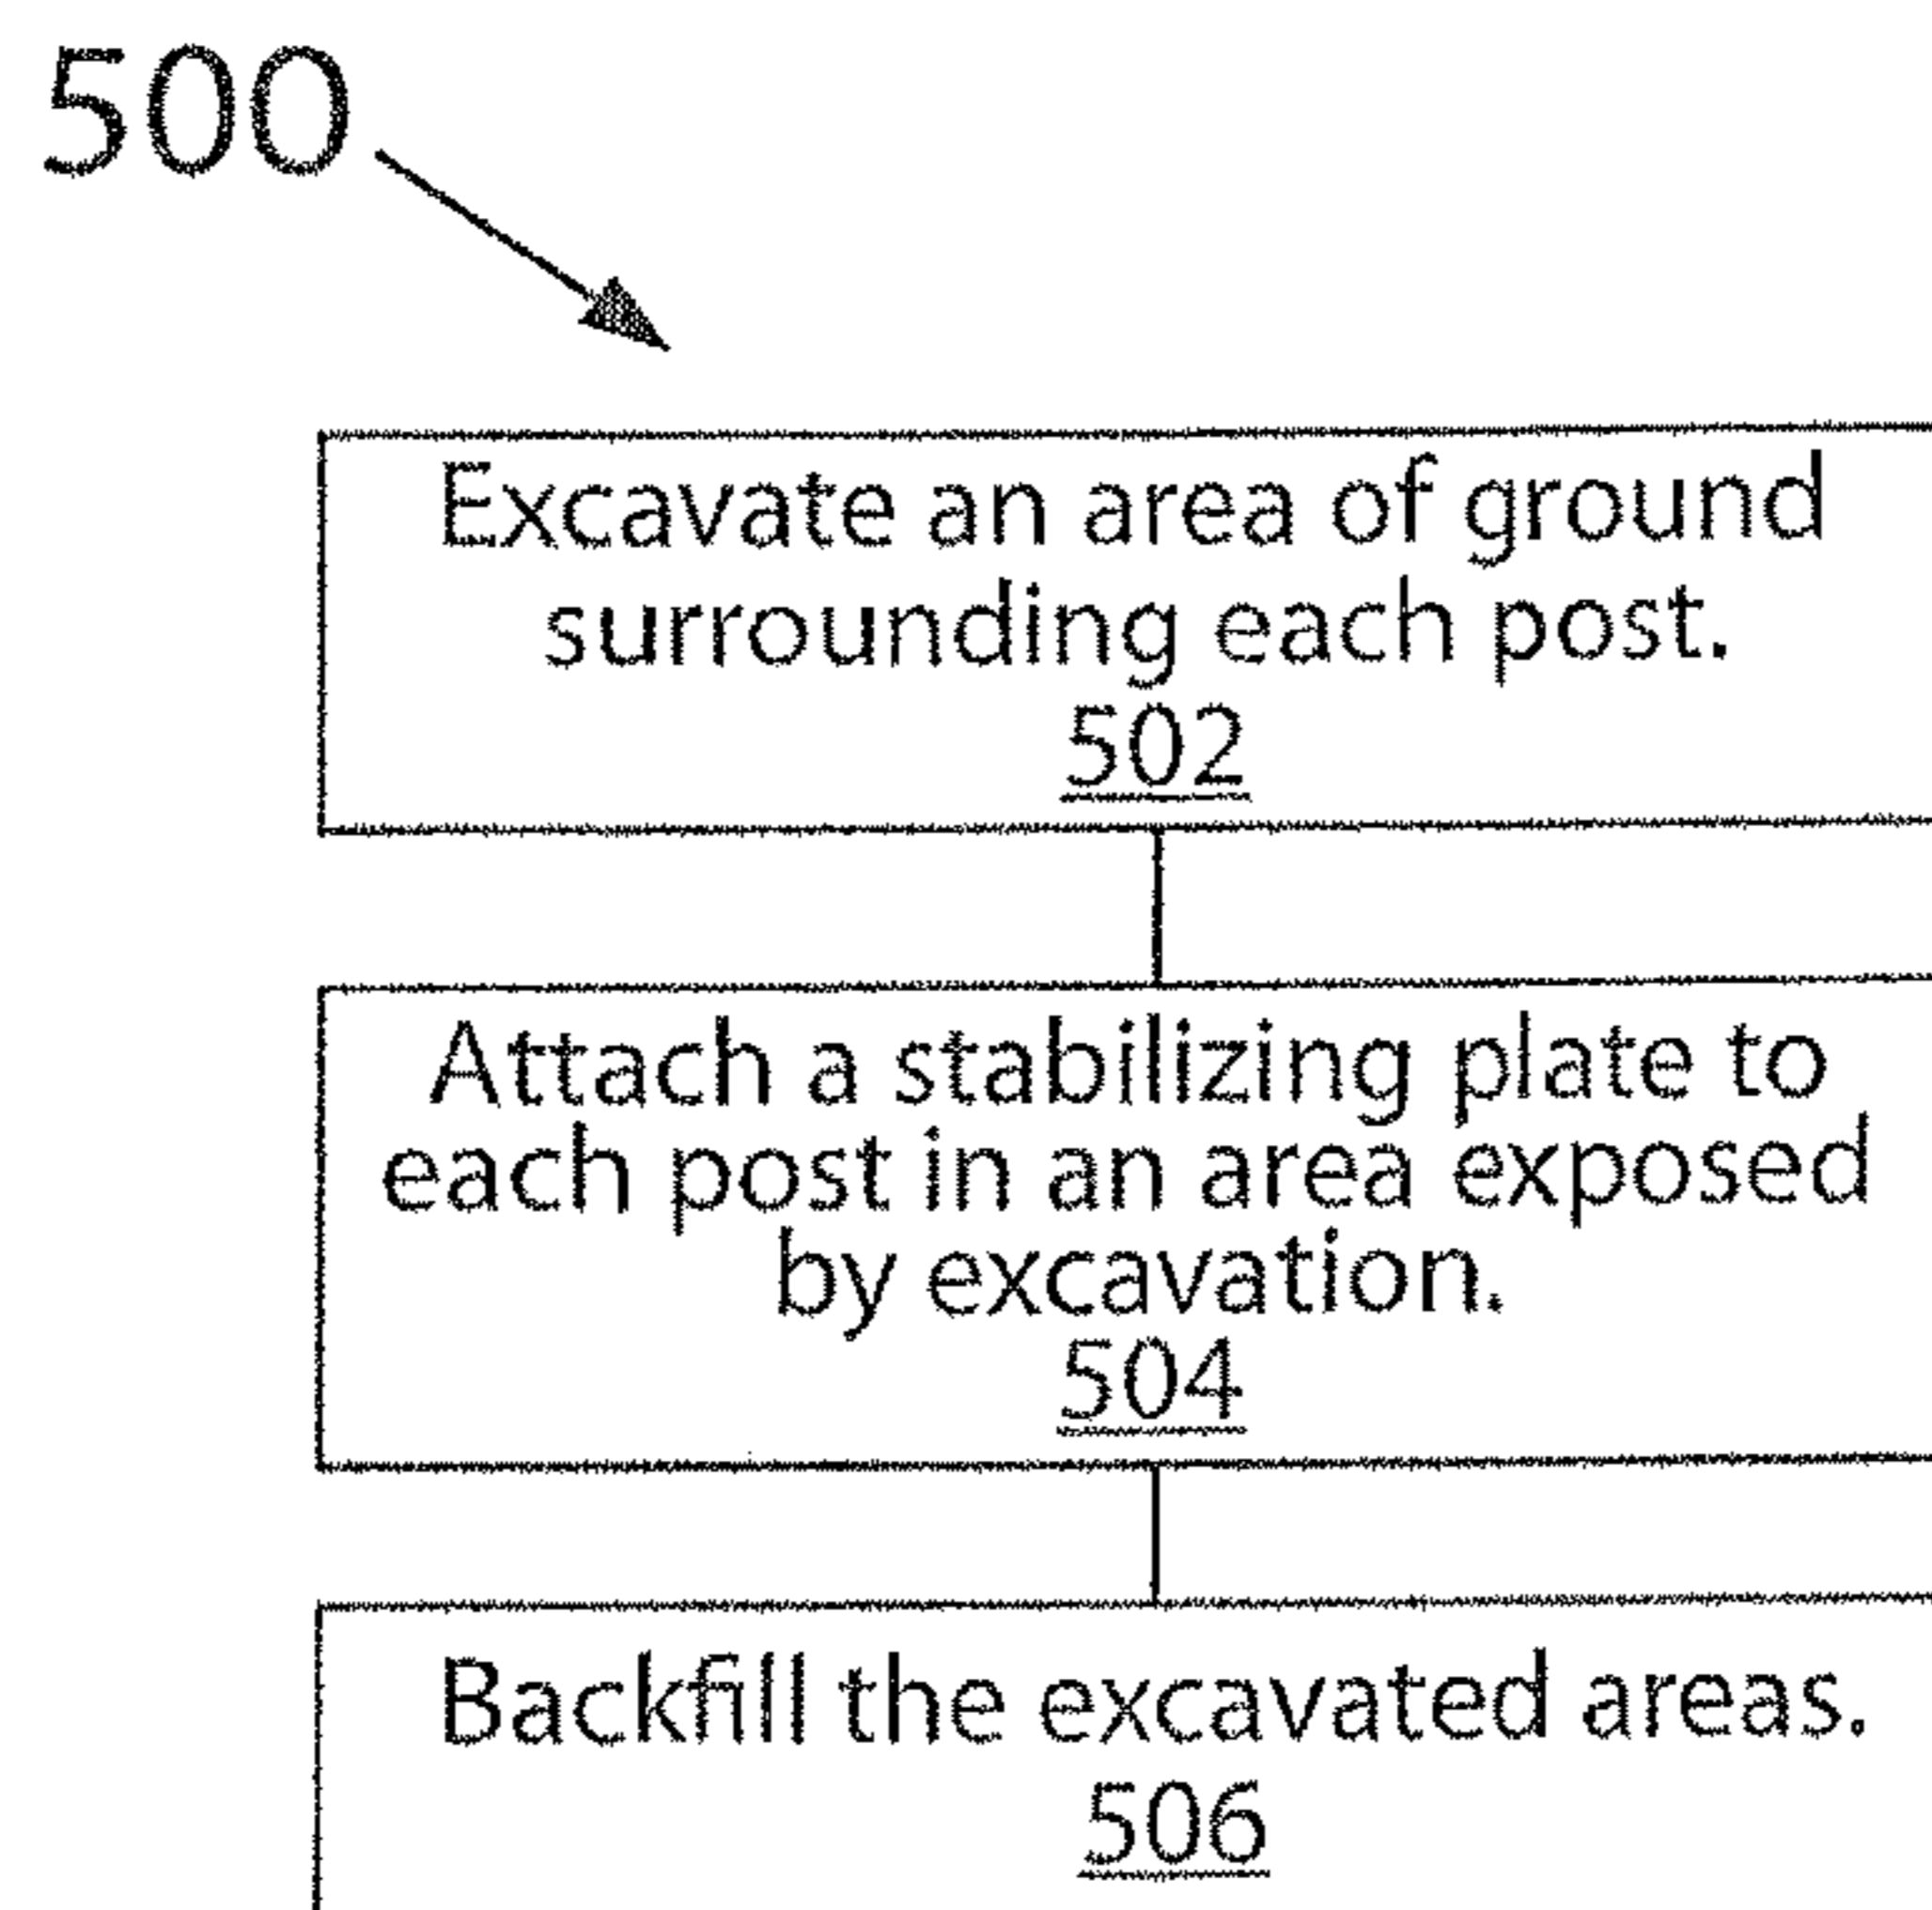 500
Excavate an area of ground
surrounding each post.
502
Attach a stabilizing plate to
each post in an area exposed
by excavation.
504
Backfill the excavated areas.
506